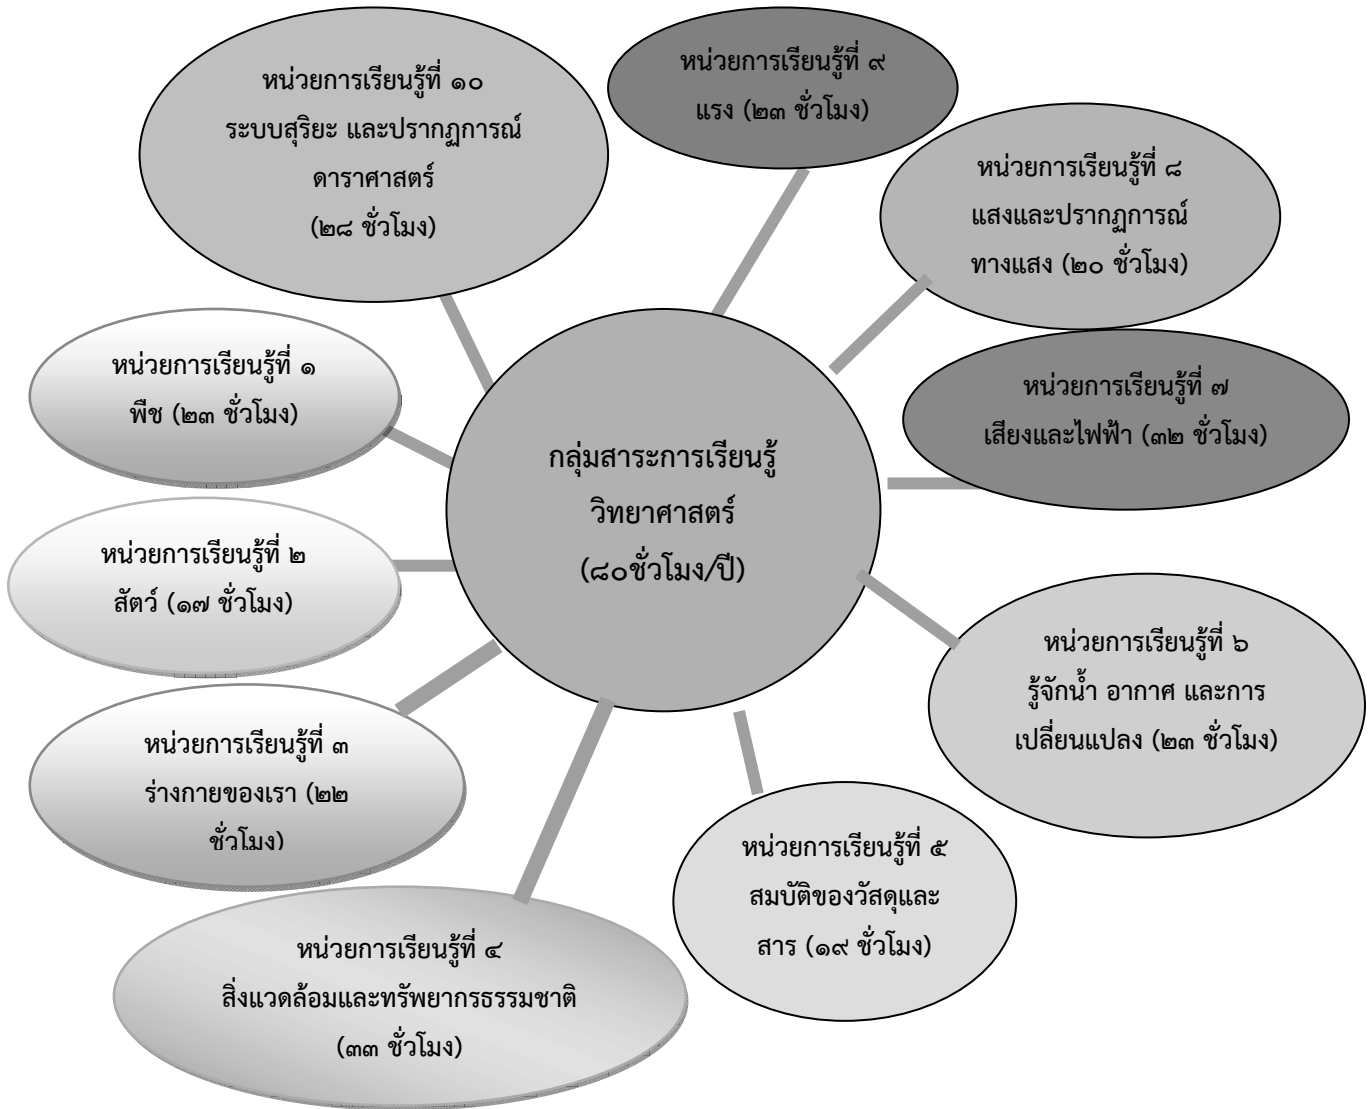 หน่วยการเรียนรู้ที่ ๑๐
ระบบสุริยะ และปรากฏการณ์
ดาราศาสตร์
(๒๘ ชั่วโมง)
หน่วยการเรียนรู้ที่ ๙
แรง (๒๓ ชั่วโมง)
หน่วยการเรียนรู้ที่ ๘
แสงและปรากฏการณ์
ทางแสง (๒๐ ชั่วโมง)
หน่วยการเรียนรู้ที่ ๑
พืช (๒๓ ชั่วโมง)
หน่วยการเรียนรู้ที่ ๗
เสียงและไฟฟ้า (๓๒ ชั่วโมง)
กลุ่มสาระการเรียนรู้
วิทยาศาสตร์
(๘๐ชั่วโมง/ปี)
หน่วยการเรียนรู้ที่ ๒
สัตว์ (๑๗ ชั่วโมง)
หน่วยการเรียนรู้ที่ ๖
รู้จักน้ำ อากาศ และการ
เปลี่ยนแปลง (๒๓ ชั่วโมง)
หน่วยการเรียนรู้ที่ ๓
ร่างกายของเรา (๒๒
ชั่วโมง)
หน่วยการเรียนรู้ที่ ๕
สมบัติของวัสดุและ
สาร (๑๙ ชั่วโมง)
หน่วยการเรียนรู้ที่ ๔
สิ่งแวดล้อมและทรัพยากรธรรมชาติ
(๓๓ ชั่วโมง)